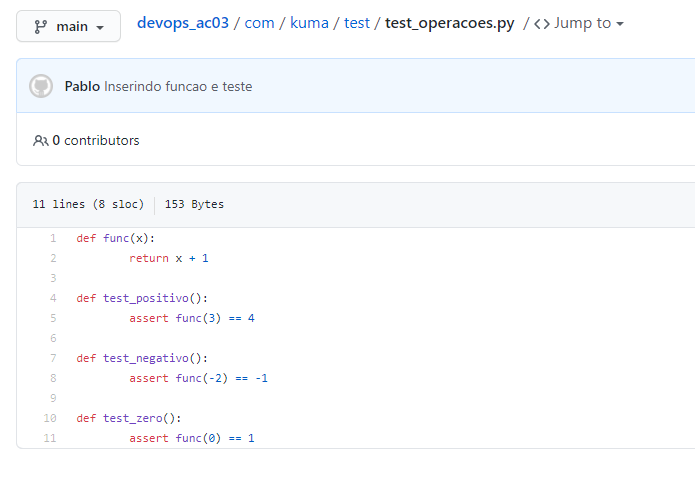 main devops_ac03 / com / kuma / test / test_operacoes.py / <> Jump to
Pablo Inserindo funcao e teste
0 contributors
11 lines (8 sloc) 153 Bytes
1 def func(x):
2 return x + 1
3
4 def test_positivo():
5 assert func(3) == 4
6
7 def test_negativo():
8 assert func(-2) == -1
9
10 def test_zero():
11 assert func(0) == 1